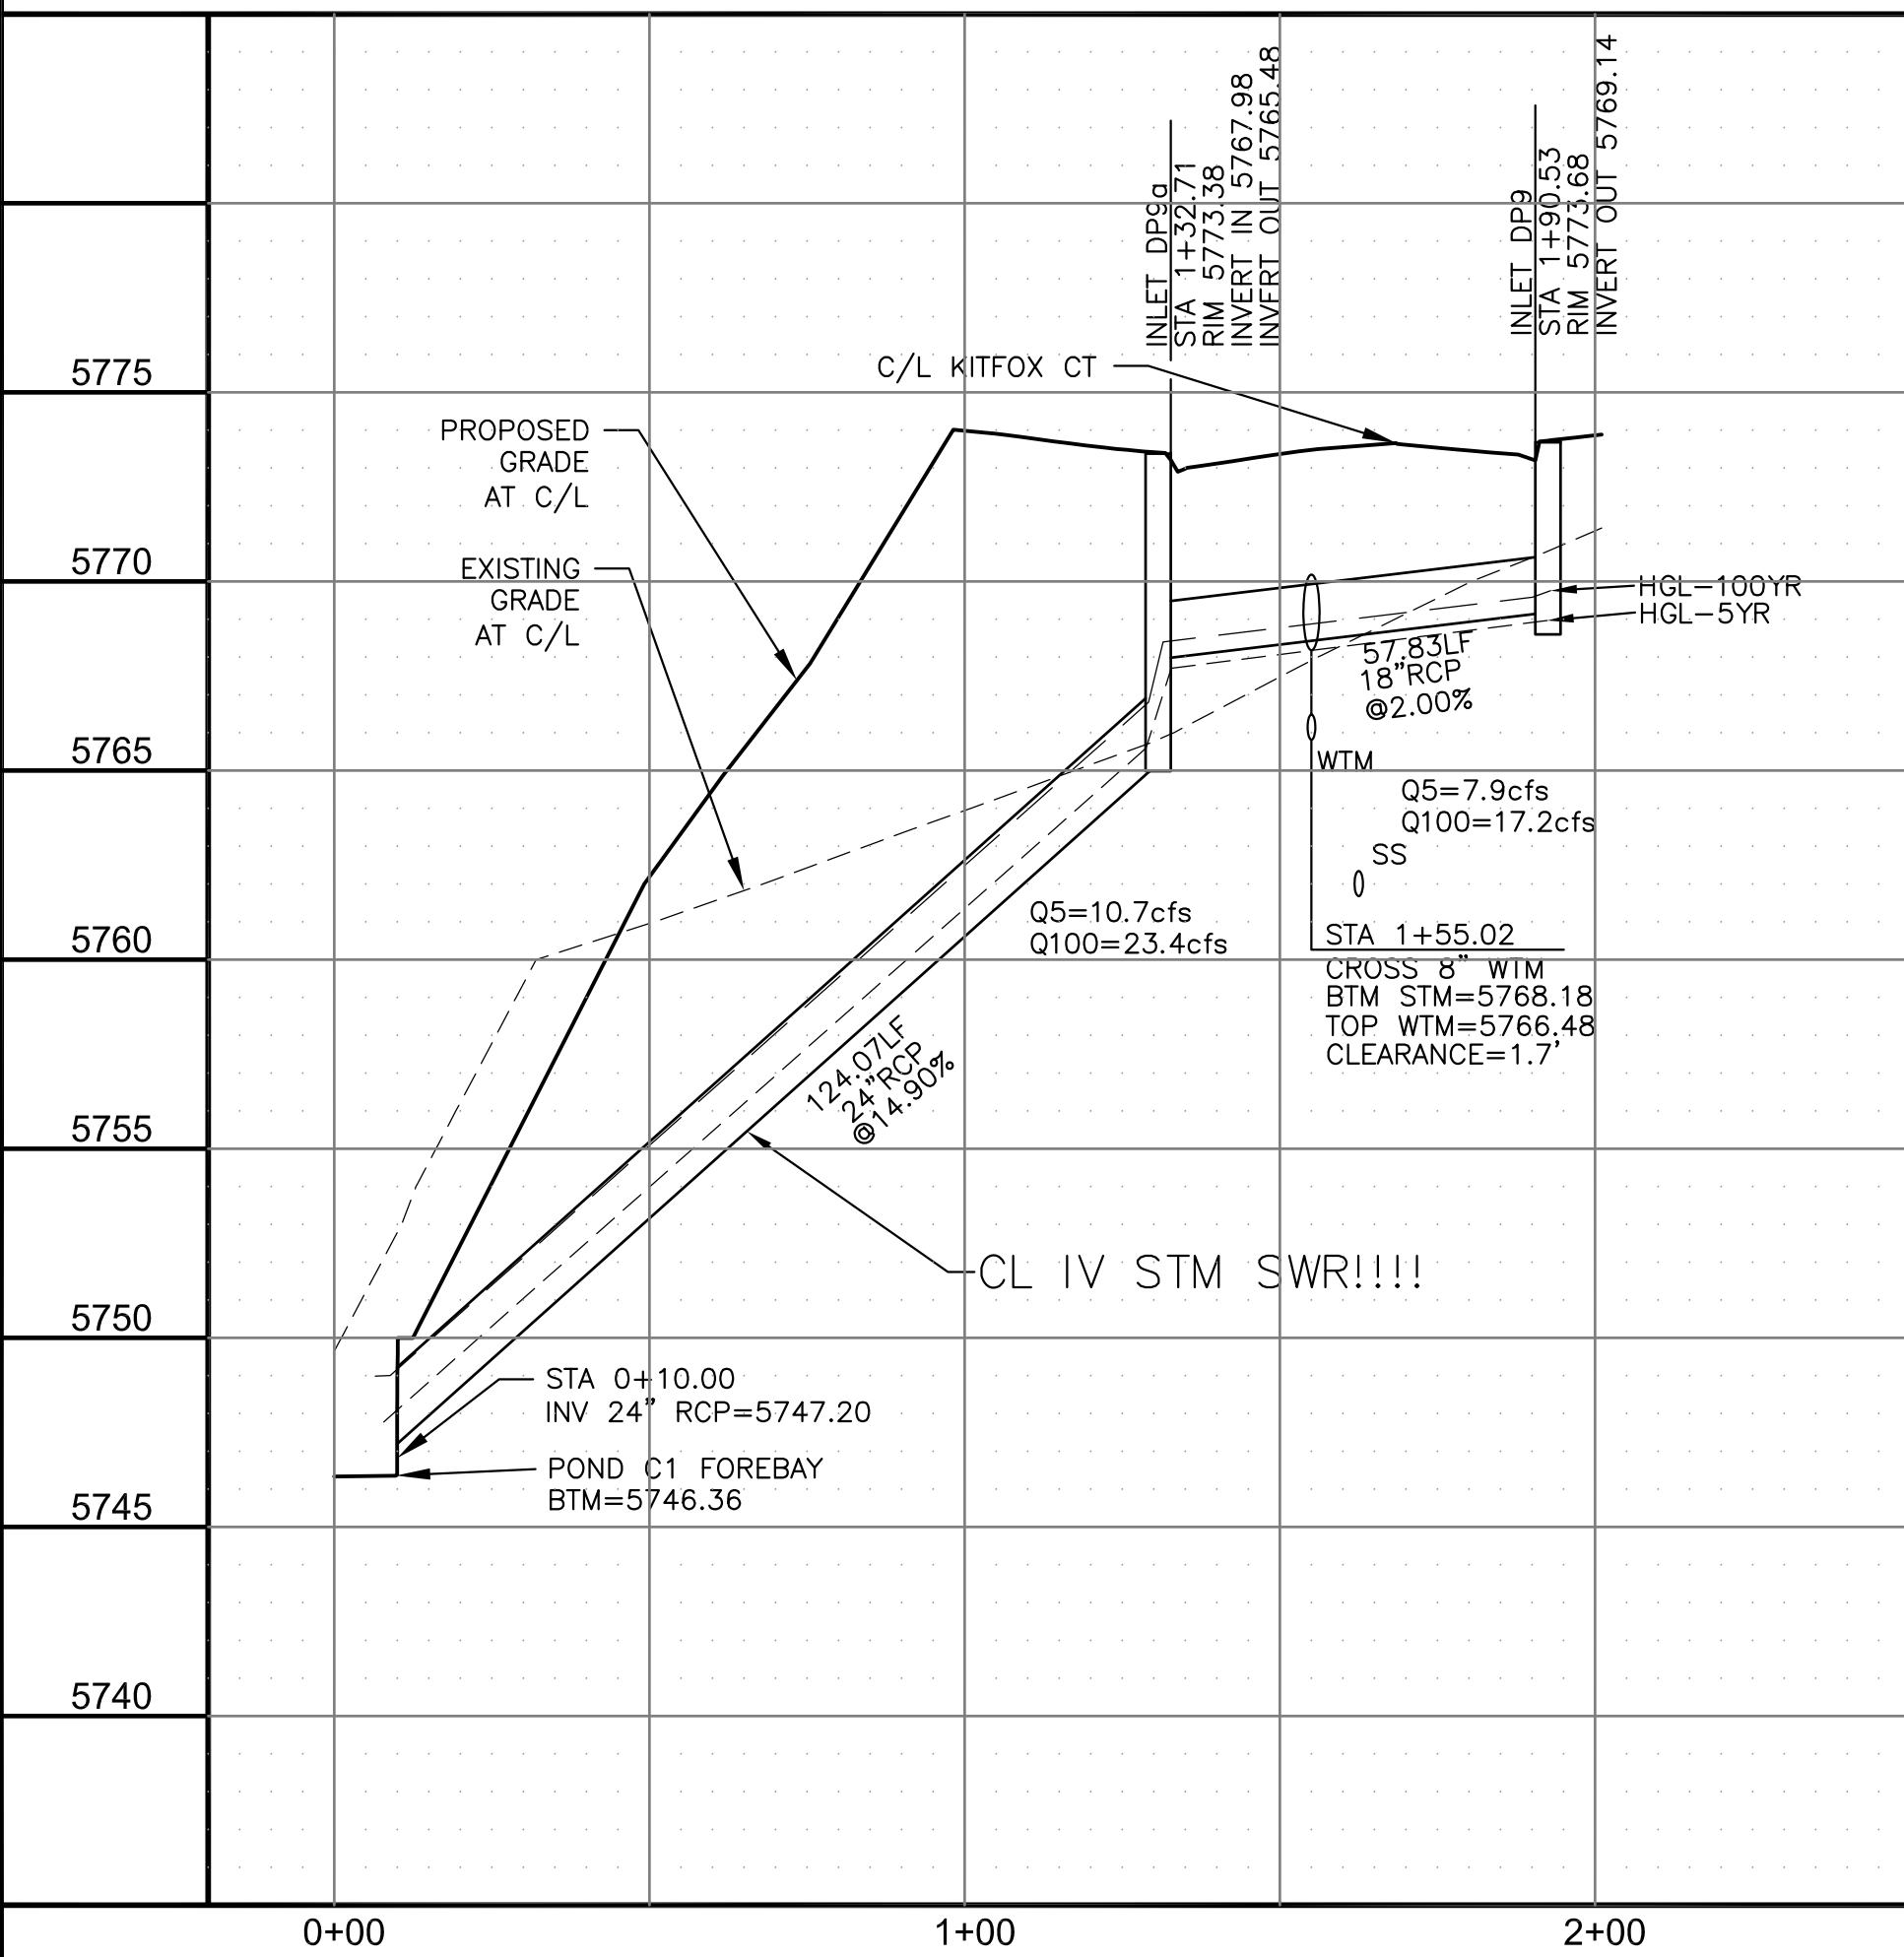 INLET DP9a
STA 1+32.71
RIM 5773.38
INVERT IN 5767.98
INVERT OUT 5765.48
INLET DP9
STA 1+90.53
RIM 5773.68
INVERT OUT 5769.14
C/L KITFOX CT
5775
PROPOSED
GRADE
AT C/L
5770
EXISTING
GRADE
AT C/L
HGL-100YR
HGL-5YR
57.83LF
18"RCP
@2.00%
5765
WTM
Q5=7.9cfs
Q100=17.2cfs
SS
5760
Q5=10.7cfs
Q100=23.4cfs
STA 1+55.02
CROSS 8" WTM
BTM STM=5768.18
TOP WTM=5766.48
CLEARANCE=1.7'
124.07LF
24"RCP
@14.90%
5755
CL IV STM SWR!!!!
5750
STA 0+10.00
INV 24" RCP=5747.20
POND C1 FOREBAY
BTM=5746.36
5745
5740
0+00 1+00 2+00